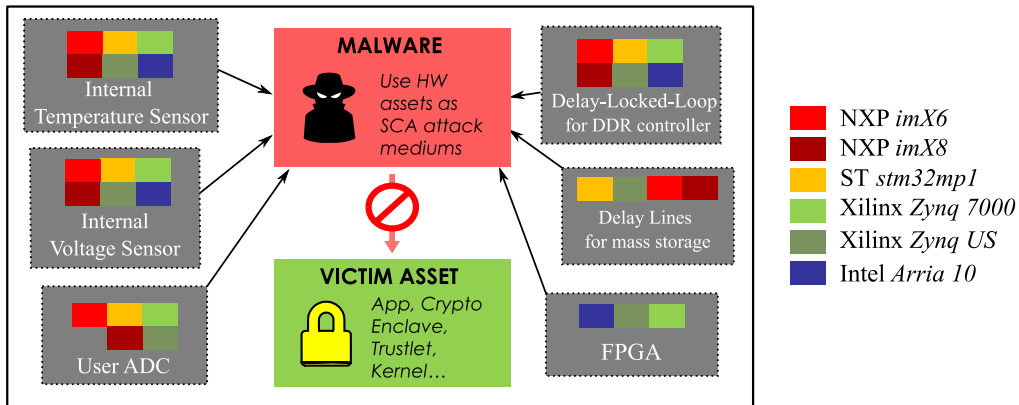 Internal
Temperature Sensor
Internal
Voltage Sensor
User ADC
MALWARE
Use HW
assets as
SCA attack
mediums
VICTIM ASSET
App, Crypto
Enclave,
Trustlet,
Kernel...
Delay-Locked-Loop
for DDR controller
Delay Lines
for mass storage
FPGA
NXP imX6
NXP imX8
ST stm32mp1
Xilinx Zynq 7000
Xilinx Zynq US
Intel Arria 10